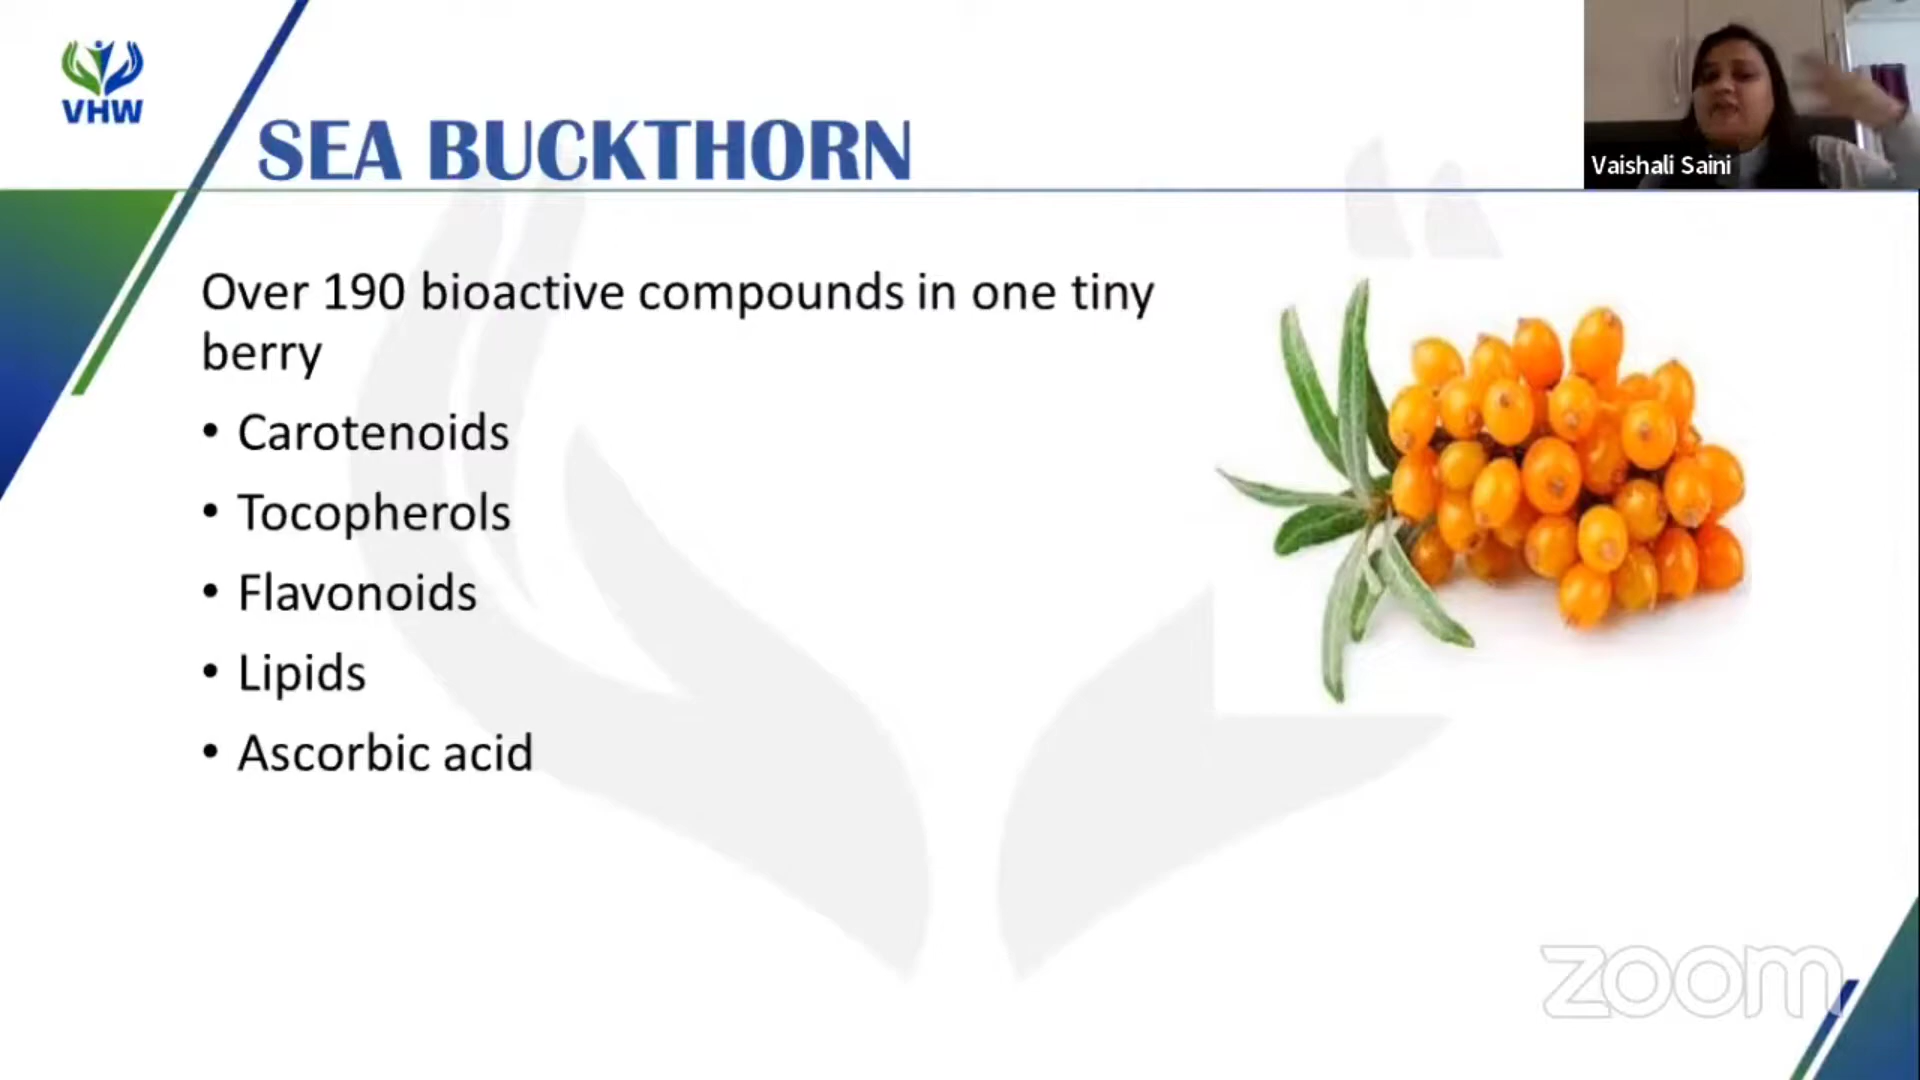 VHW
SEA BUCKTHORN
Vaishali Saini
Over 190 bioactive compounds in one tiny
berry
• Carotenoids
• Tocopherols
• Flavonoids
• Lipids
• Ascorbic acid
zoom